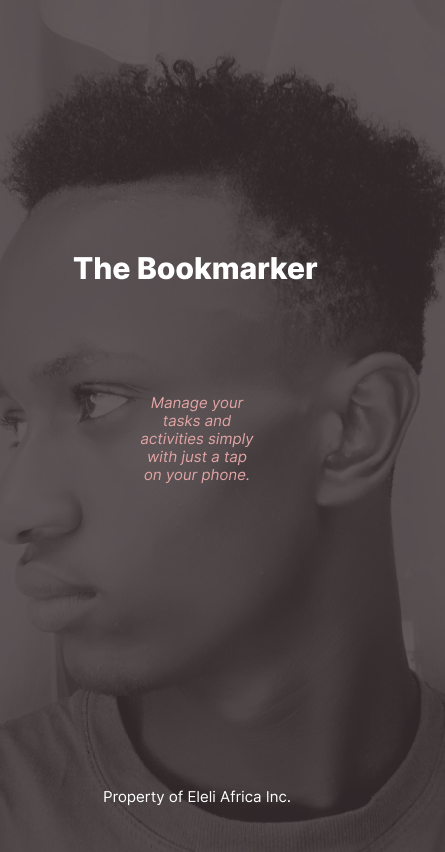 The Bookmarker
Manage your
tasks and
activities simply
with just a tap
on your phone.
Property of Eleli Africa Inc.